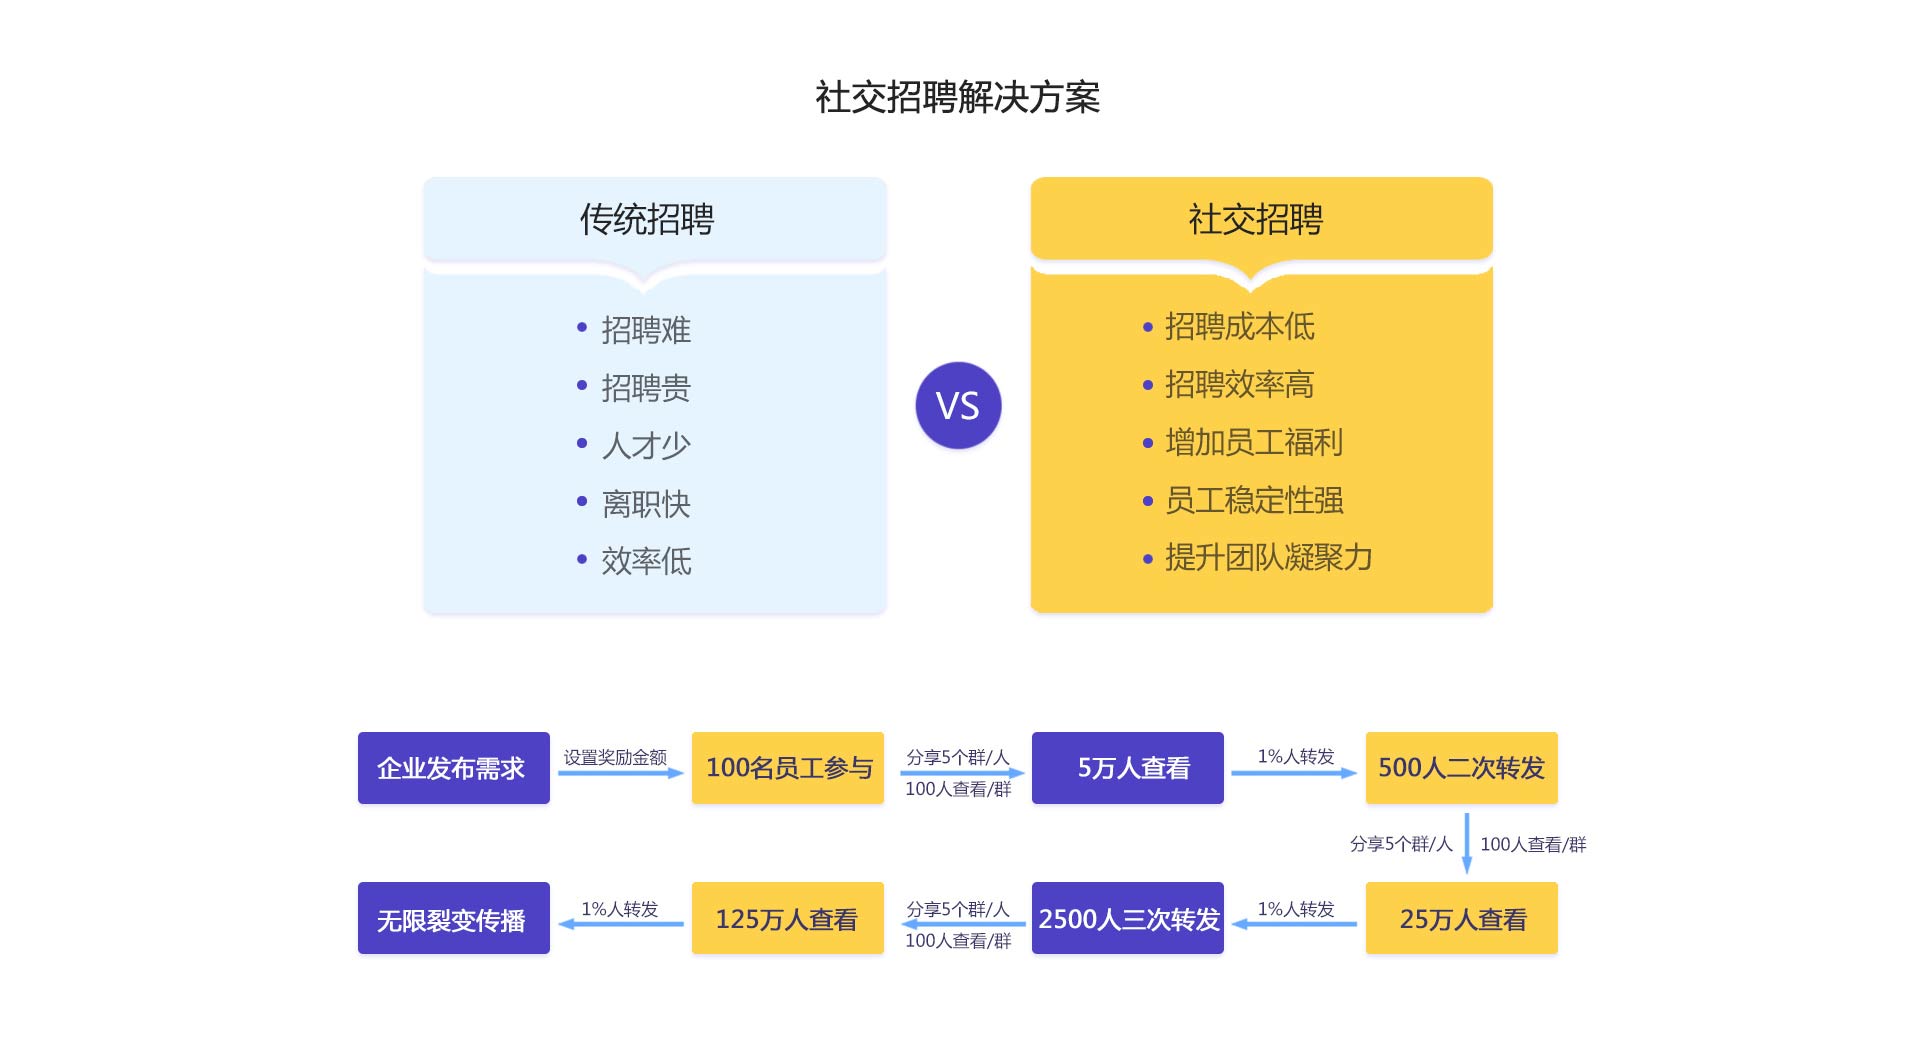 社交招聘解决方案
传统招聘
招聘难
招聘贵
人才少
离职快
效率低
VS
社交招聘
招聘成本低
招聘效率高
增加员工福利
员工稳定性强
提升团队凝聚力
企业发布需求
设置奖励金额
100名员工参与
分享5个群/人
100人查看/群
5万人查看
1%人转发
500人二次转发
分享5个群/人
100人查看/群
25万人查看
1%人转发
2500人三次转发
分享5个群/人
100人查看/群
125万人查看
1%人转发
无限裂变传播